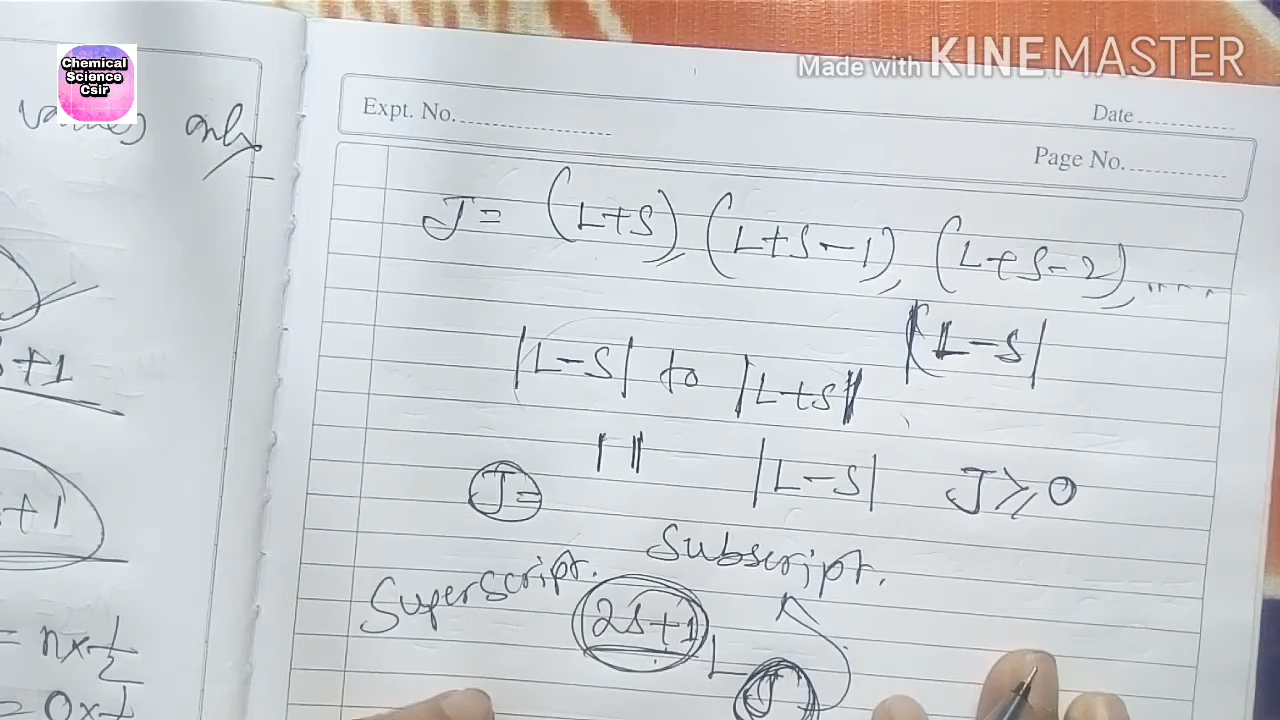 Chemical
Science
Csir
Made with KINEMASTER
values only
s+1
s+1
= n×1/2
= 0×1/2
Expt. No.
Date
Page No.
J= (L+S), (L+S-1), (L+S-2), .....
|L-S|
|L-S| to |L+S|
J= | | |L-S| J≥0
Subscript.
Superscript.
2S+1 L J